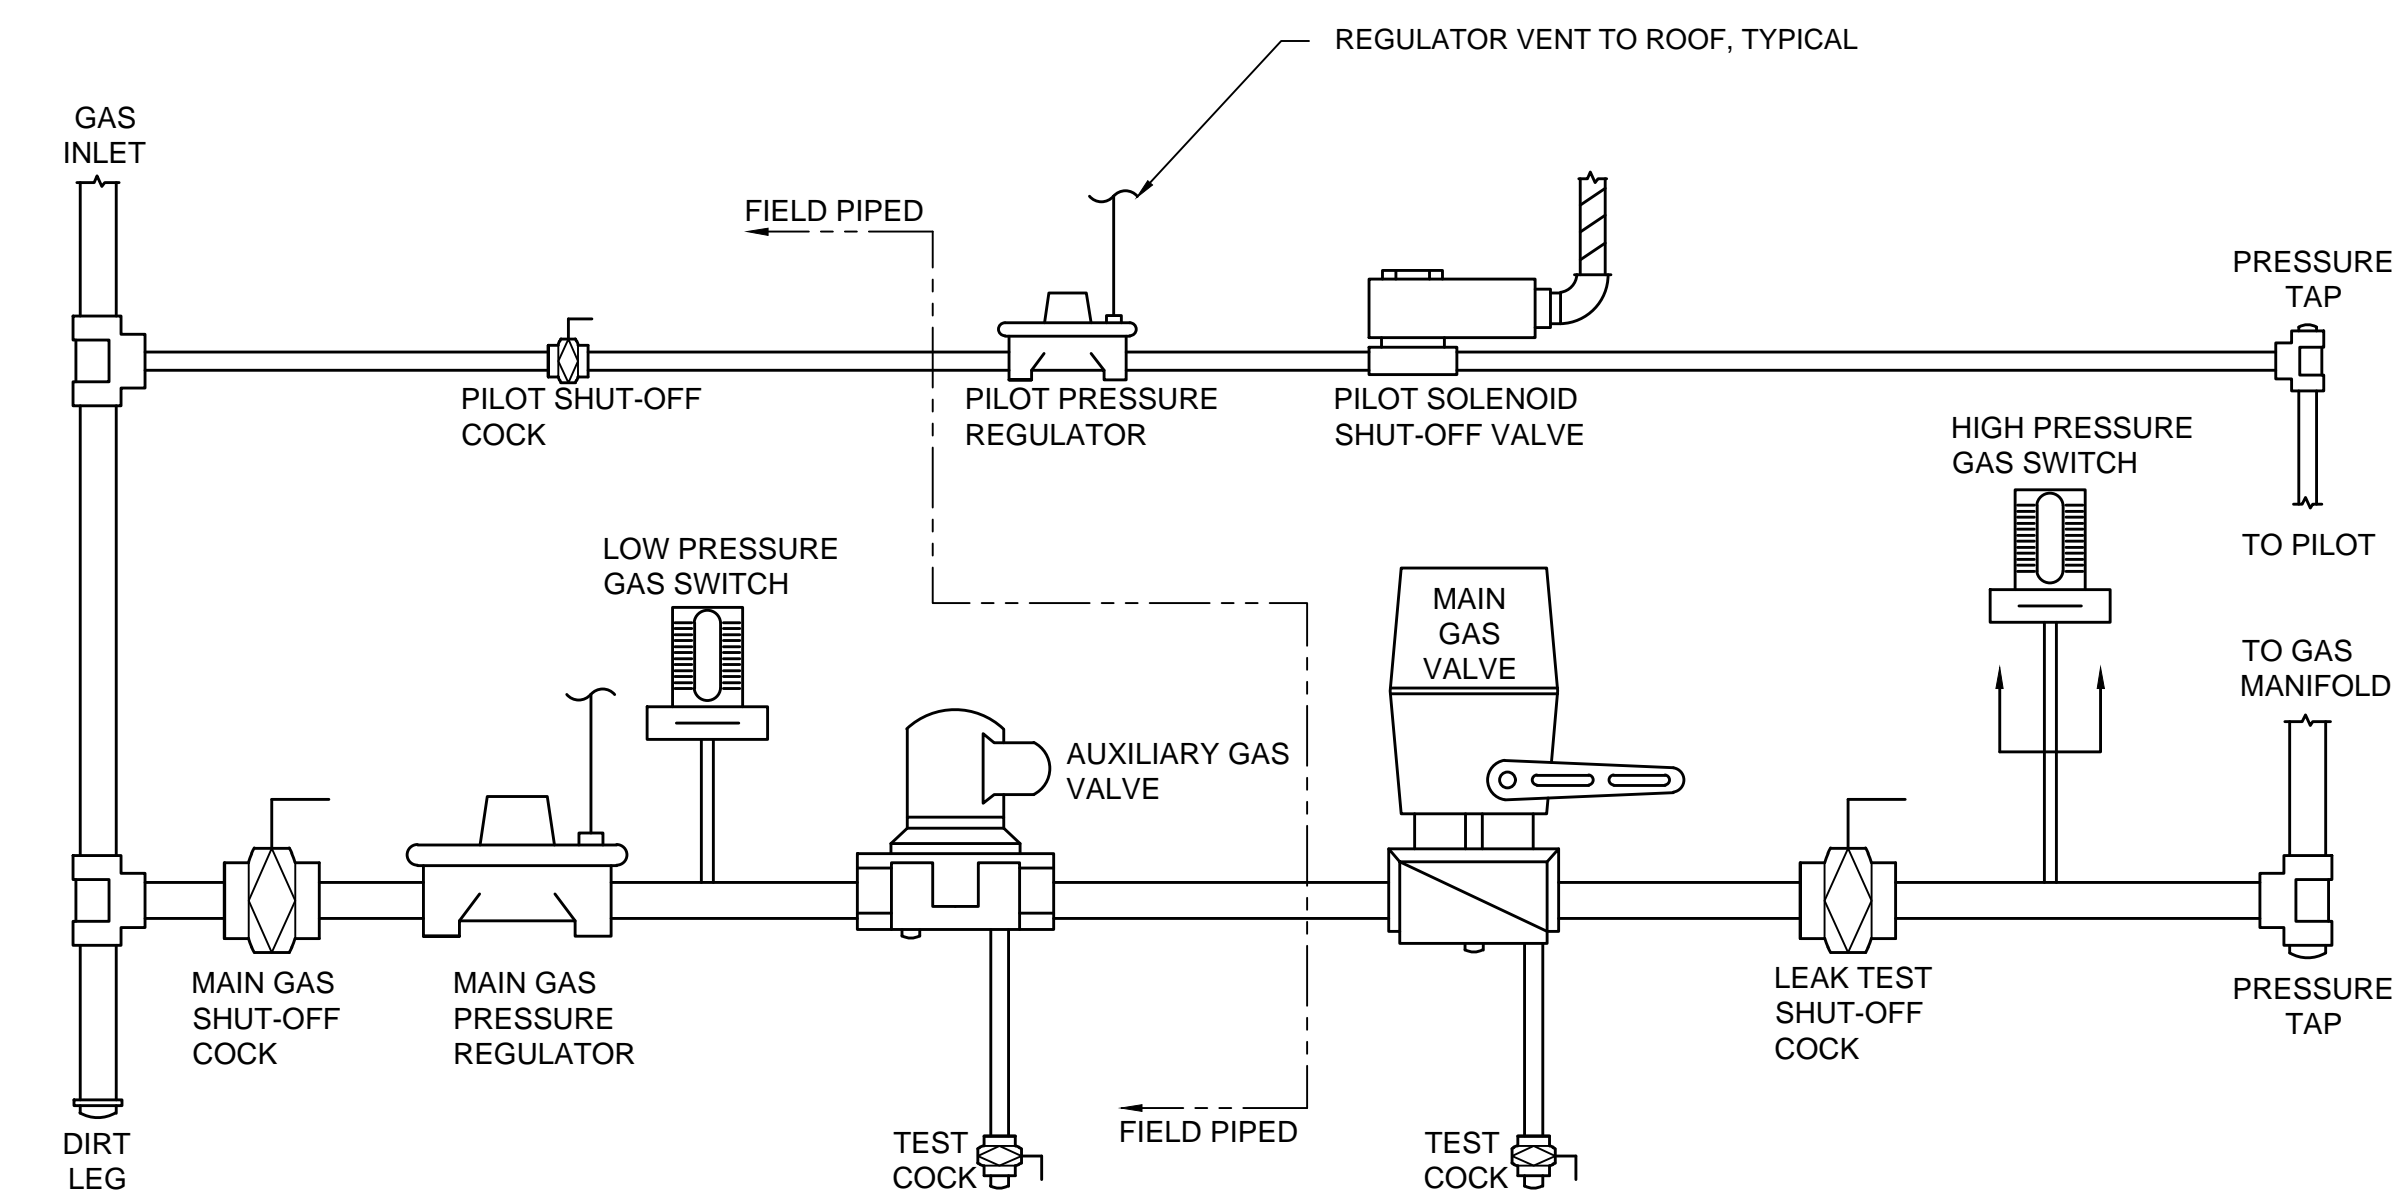 REGULATOR VENT TO ROOF, TYPICAL
GAS
INLET
FIELD PIPED
PRESSURE
TAP
PILOT SHUT-OFF
COCK
PILOT PRESSURE
REGULATOR
PILOT SOLENOID
SHUT-OFF VALVE
HIGH PRESSURE
GAS SWITCH
TO PILOT
LOW PRESSURE
GAS SWITCH
MAIN
GAS
VALVE
TO GAS
MANIFOLD
AUXILIARY GAS
VALVE
MAIN GAS
SHUT-OFF
COCK
MAIN GAS
PRESSURE
REGULATOR
LEAK TEST
SHUT-OFF
COCK
PRESSURE
TAP
DIRT
LEG
TEST
COCK
FIELD PIPED
TEST
COCK